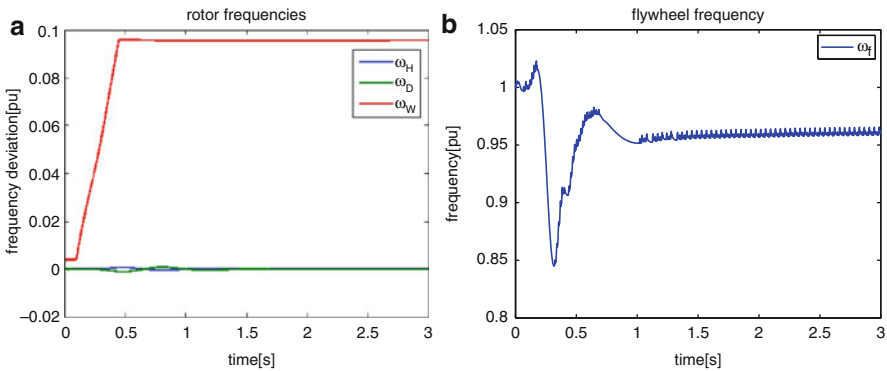 a
rotor frequencies
frequency deviation[pu]
0.1
0.08
0.06
0.04
0.02
0
−0.02
ω_H
ω_D
ω_W
0
0.5
1
1.5
2
2.5
3
time[s]
b
flywheel frequency
frequency[pu]
1.05
1
0.95
0.9
0.85
0.8
ω_f
0
0.5
1
1.5
2
2.5
3
time[s]